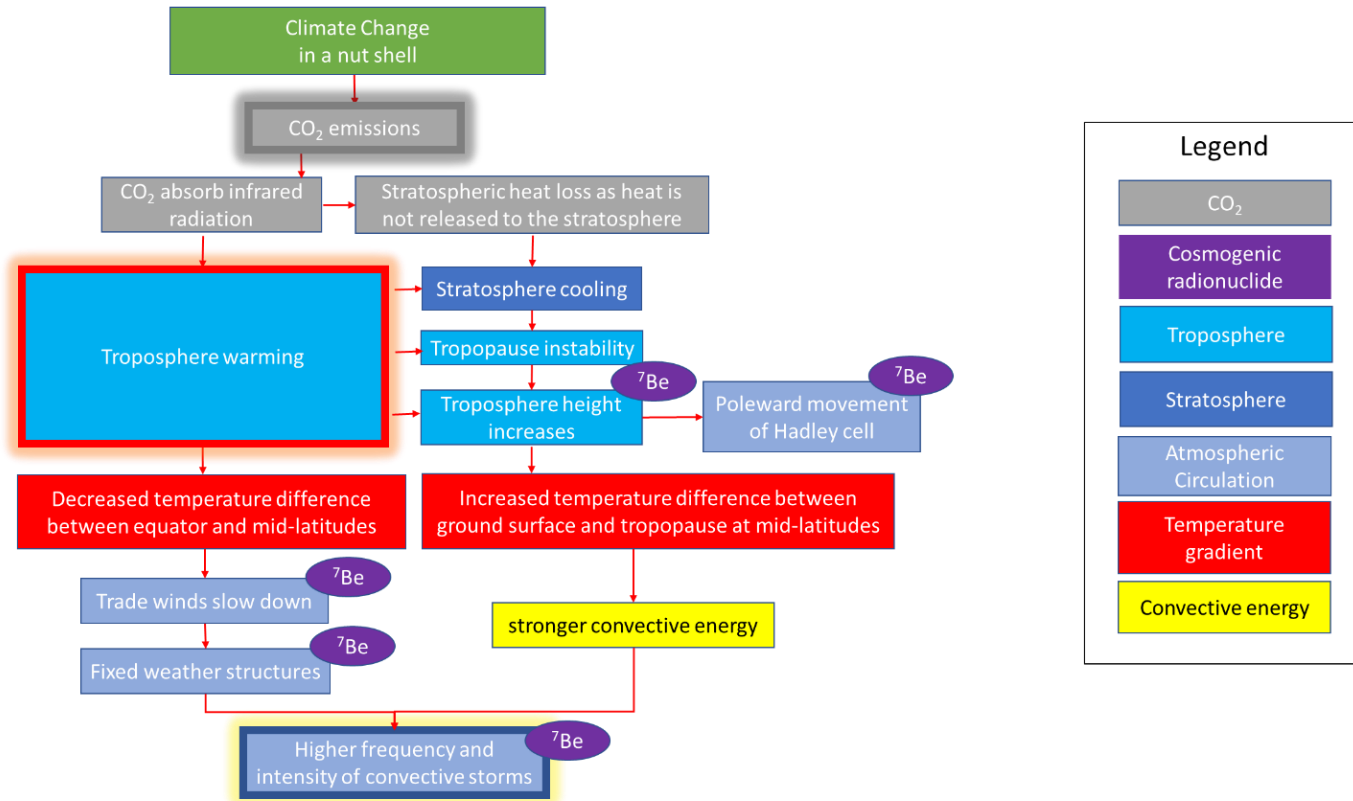 Climate Change
in a nut shell
CO₂ emissions
CO₂ absorb infrared
radiation
Stratospheric heat loss as heat is
not released to the stratosphere
Troposphere warming
Stratosphere cooling
Tropopause instability
⁷Be
Troposphere height
increases
⁷Be
Poleward movement
of Hadley cell
Decreased temperature difference
between equator and mid-latitudes
Increased temperature difference between
ground surface and tropopause at mid-latitudes
⁷Be
Trade winds slow down
stronger convective energy
⁷Be
Fixed weather structures
⁷Be
Higher frequency and
intensity of convective storms
Legend
CO₂
Cosmogenic
radionuclide
Troposphere
Stratosphere
Atmospheric
Circulation
Temperature
gradient
Convective energy